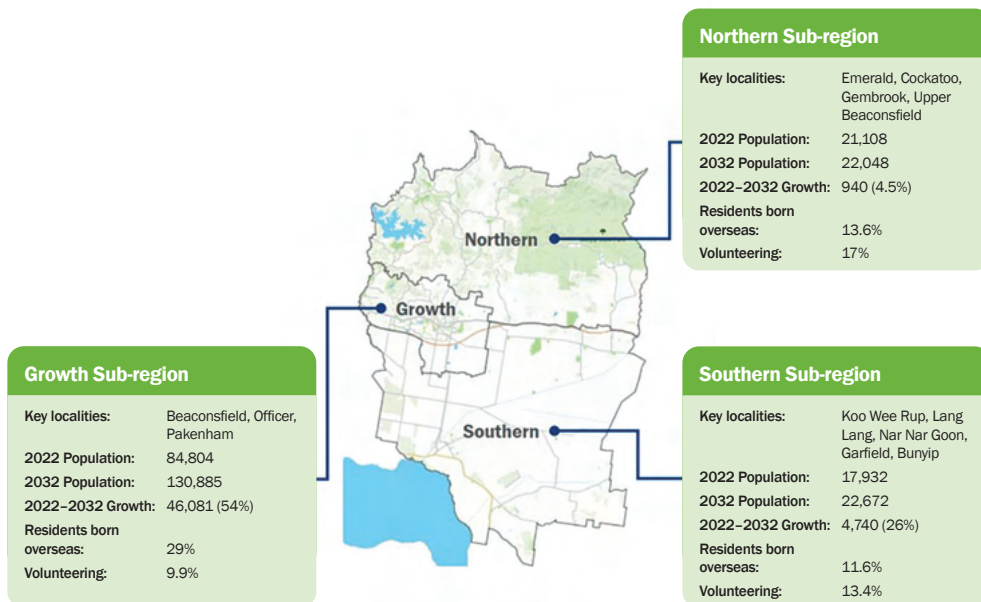 Northern Sub-region
Key localities: Emerald, Cockatoo,
Gembrook, Upper
Beaconsfield
2022 Population: 21,108
2032 Population: 22,048
2022–2032 Growth: 940 (4.5%)
Residents born
overseas: 13.6%
Volunteering: 17%
Northern
Growth
Southern
Growth Sub-region
Key localities: Beaconsfield, Officer,
Pakenham
2022 Population: 84,804
2032 Population: 130,885
2022–2032 Growth: 46,081 (54%)
Residents born
overseas: 29%
Volunteering: 9.9%
Southern Sub-region
Key localities: Koo Wee Rup, Lang
Lang, Nar Nar Goon,
Garfield, Bunyip
2022 Population: 17,932
2032 Population: 22,672
2022–2032 Growth: 4,740 (26%)
Residents born
overseas: 11.6%
Volunteering: 13.4%